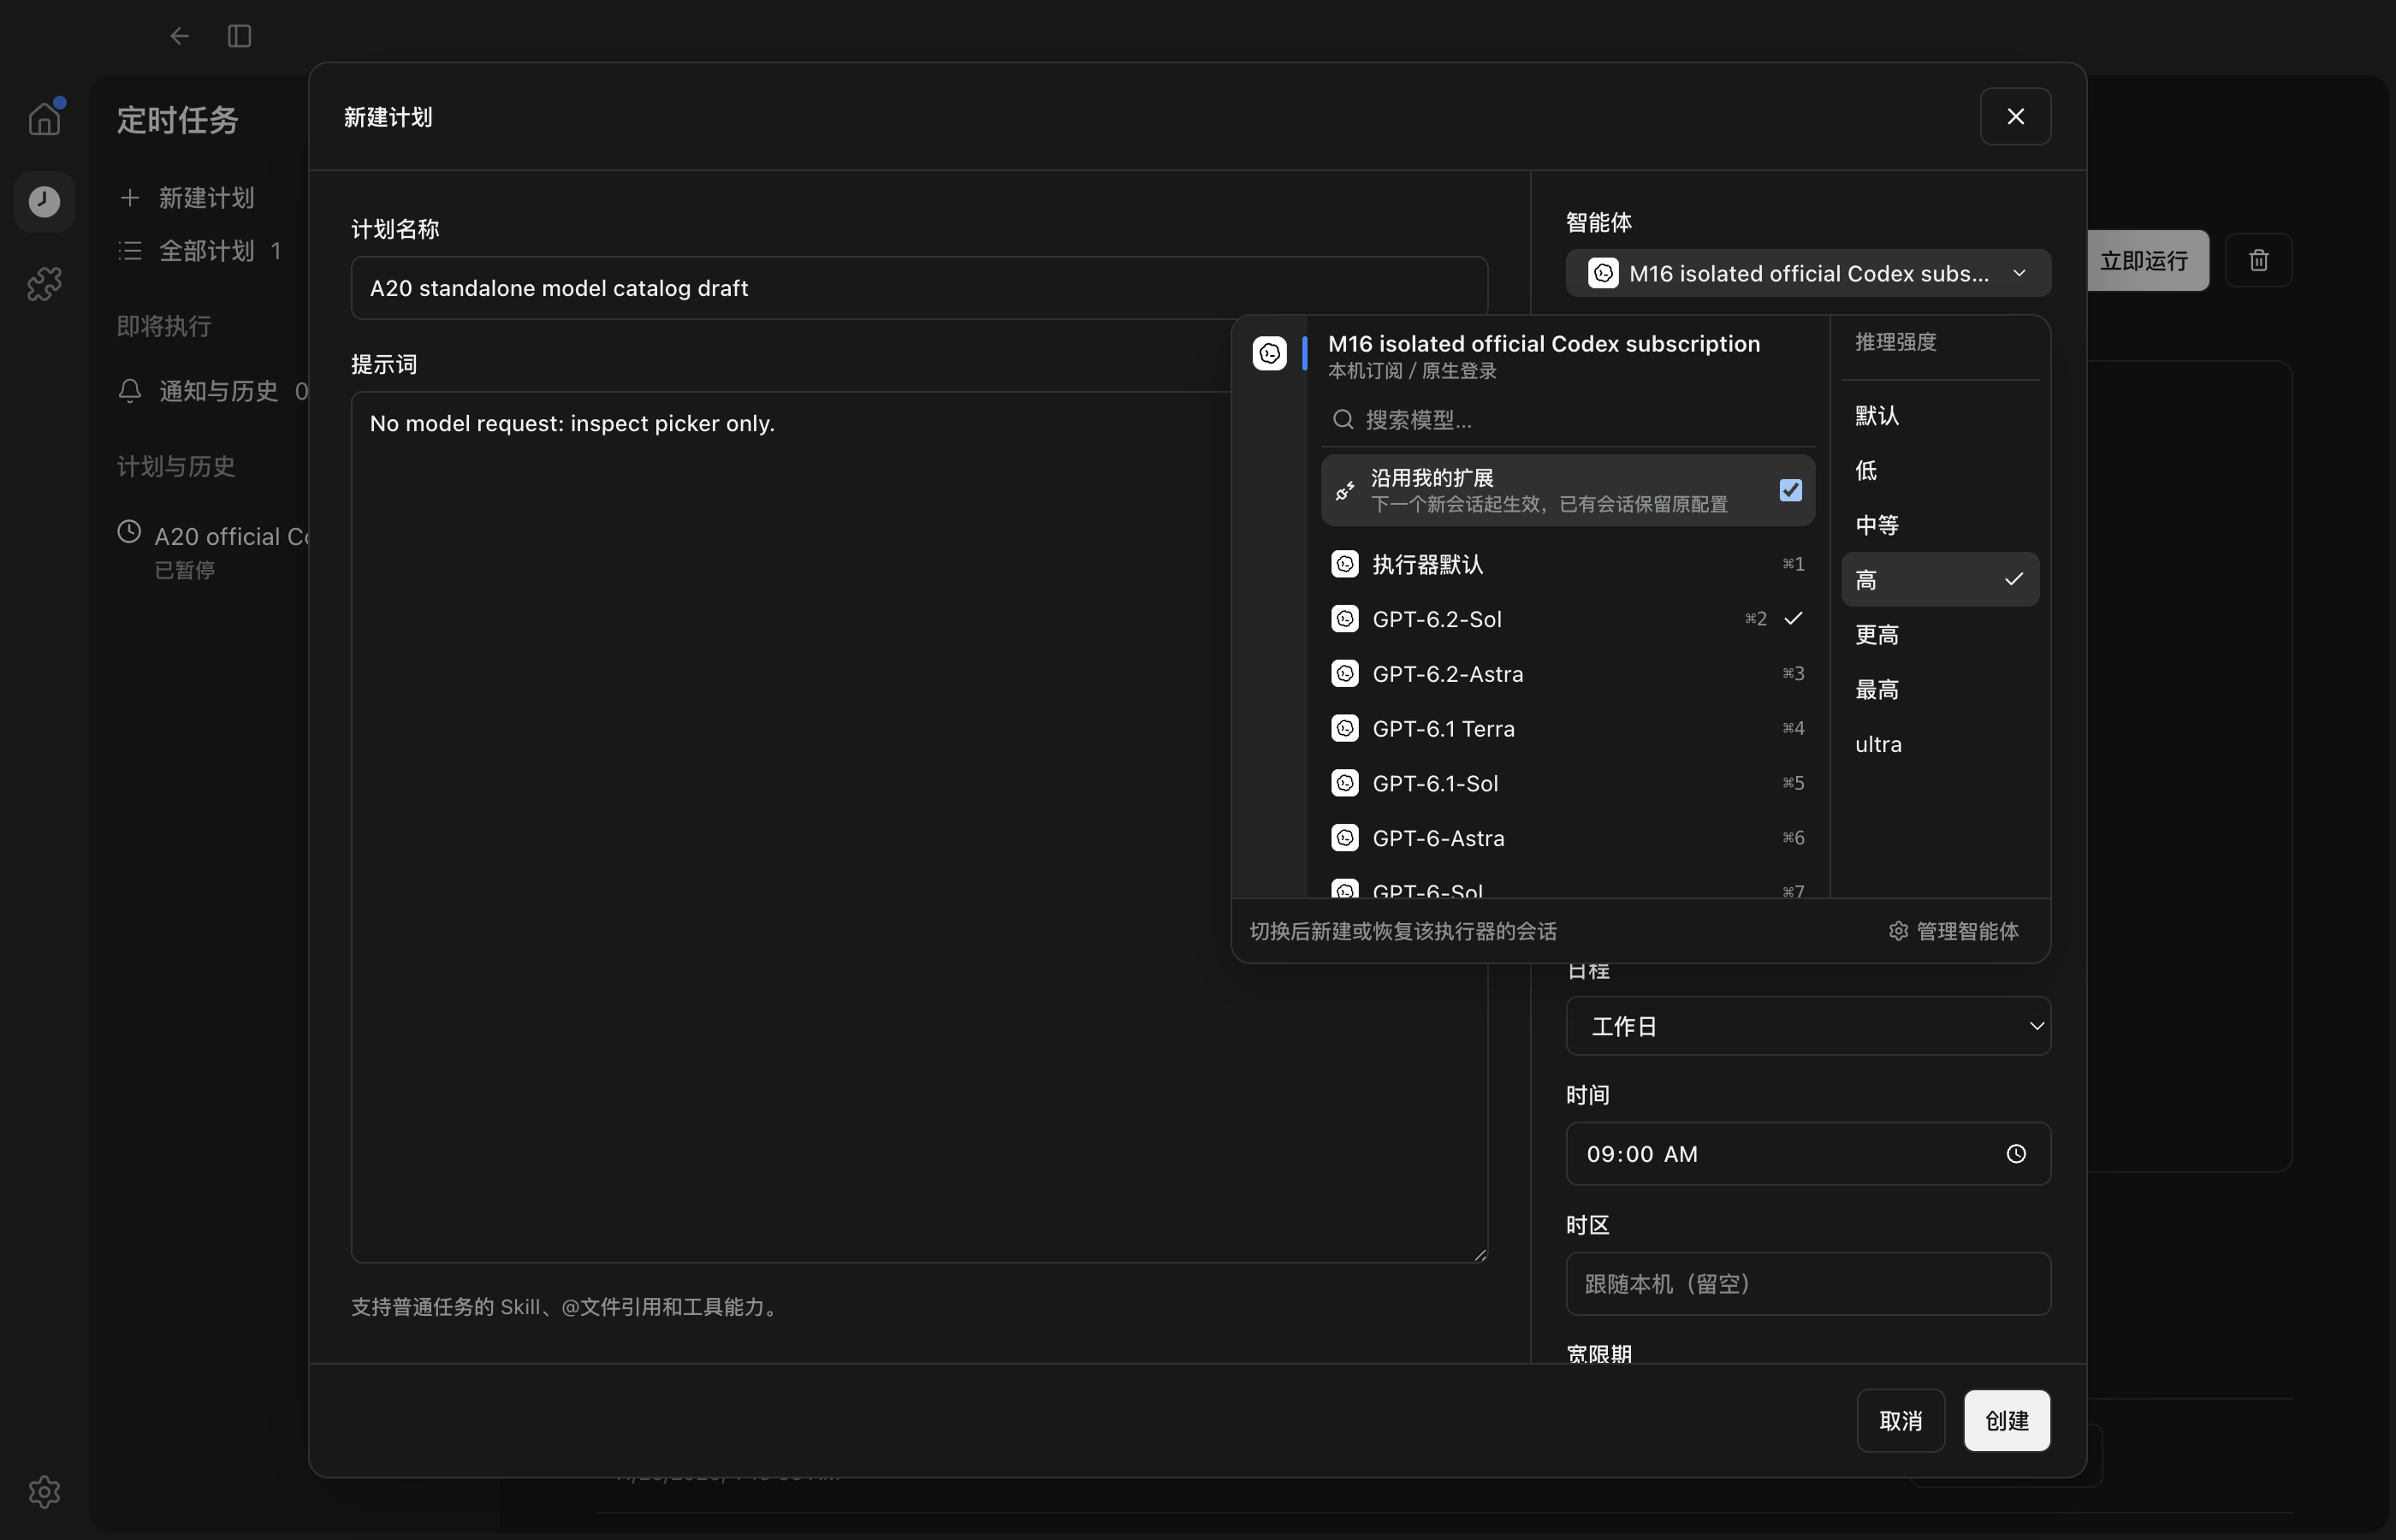 定时任务
新建计划
全部计划 1
即将执行
通知与历史 0
计划与历史
A20 official Co
已暂停
新建计划
计划名称
A20 standalone model catalog draft
提示词
No model request: inspect picker only.
支持普通任务的 Skill、@文件引用和工具能力。
智能体
M16 isolated official Codex subs...
立即运行
M16 isolated official Codex subscription
本机订阅 / 原生登录
搜索模型...
沿用我的扩展
下一个新会话起生效，已有会话保留原配置
执行器默认 ⌘1
GPT-6.2-Sol ⌘2
GPT-6.2-Astra ⌘3
GPT-6.1 Terra ⌘4
GPT-6.1-Sol ⌘5
GPT-6-Astra ⌘6
GPT-6-Sol ⌘7
推理强度
默认
低
中等
高
更高
最高
ultra
切换后新建或恢复该执行器的会话
管理智能体
日程
工作日
时间
09:00 AM
时区
跟随本机（留空）
宽限期
取消
创建